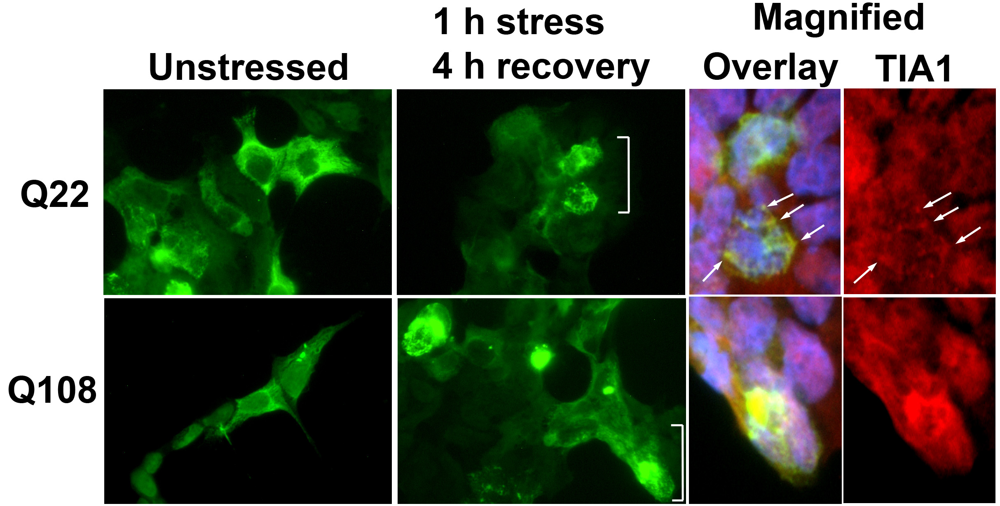 1 h stress
4 h recovery
Magnified
Unstressed
Overlay
TIA1
Q22
Q108